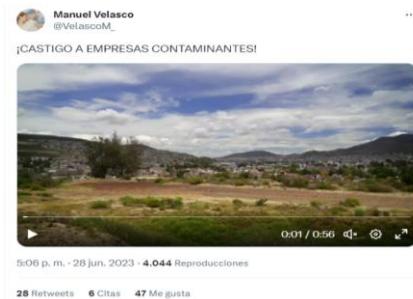 Manuel Velasco
@VelascoM_
¡CASTIGO A EMPRESAS CONTAMINANTES!
0:01 / 0:56
5:06 p. m. · 28 jun. 2023 · 4.044 Reproducciones
28 Retweets 6 Citas 47 Me gusta